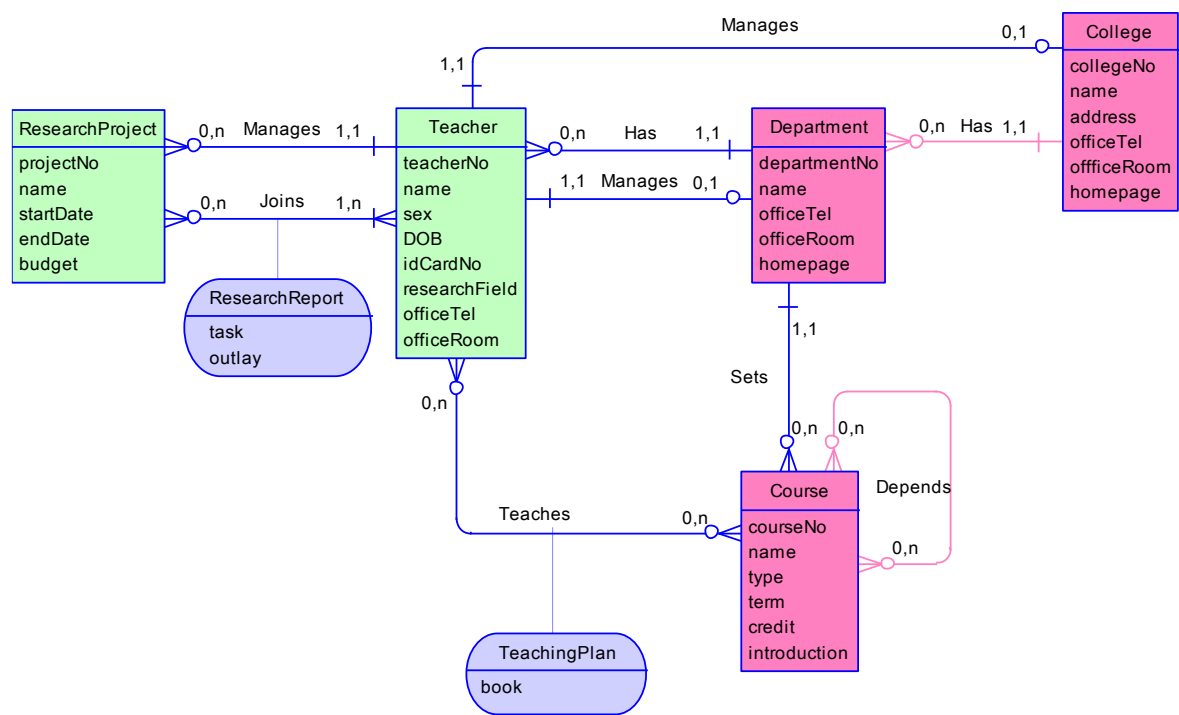 Manages
0,1
College
collegeNo
name
address
officeTel
offficeRoom
homepage
1,1
ResearchProject
projectNo
name
startDate
endDate
budget
0,n
Manages
1,1
0,n
Joins
1,n
ResearchReport
task
outlay
Teacher
teacherNo
name
sex
DOB
idCardNo
researchField
officeTel
officeRoom
0,n
Has
1,1
1,1
Manages
0,1
Department
departmentNo
name
officeTel
officeRoom
homepage
0,n
Has
1,1
1,1
Sets
0,n
0,n
Depends
0,n
0,n
Teaches
0,n
Course
courseNo
name
type
term
credit
introduction
TeachingPlan
book